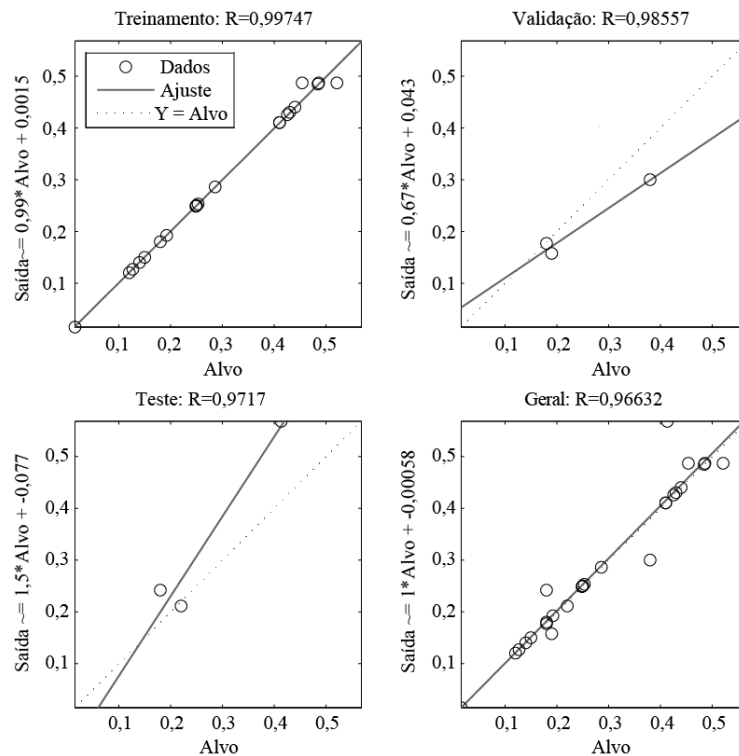 Treinamento: R=0,99747
Saída~= 0,99*Alvo + 0,0015
Dados
Ajuste
Y = Alvo
0,5
0,4
0,3
0,2
0,1
0,1 0,2 0,3 0,4 0,5
Alvo
Validação: R=0,98557
Saída ~= 0,67*Alvo + 0,043
0,5
0,4
0,3
0,2
0,1
0,1 0,2 0,3 0,4 0,5
Alvo
Teste: R=0,9717
Saída ~= 1,5*Alvo + -0,077
0,5
0,4
0,3
0,2
0,1
0,1 0,2 0,3 0,4 0,5
Alvo
Geral: R=0,96632
Saída ~= 1*Alvo + -0,00058
0,5
0,4
0,3
0,2
0,1
0,1 0,2 0,3 0,4 0,5
Alvo